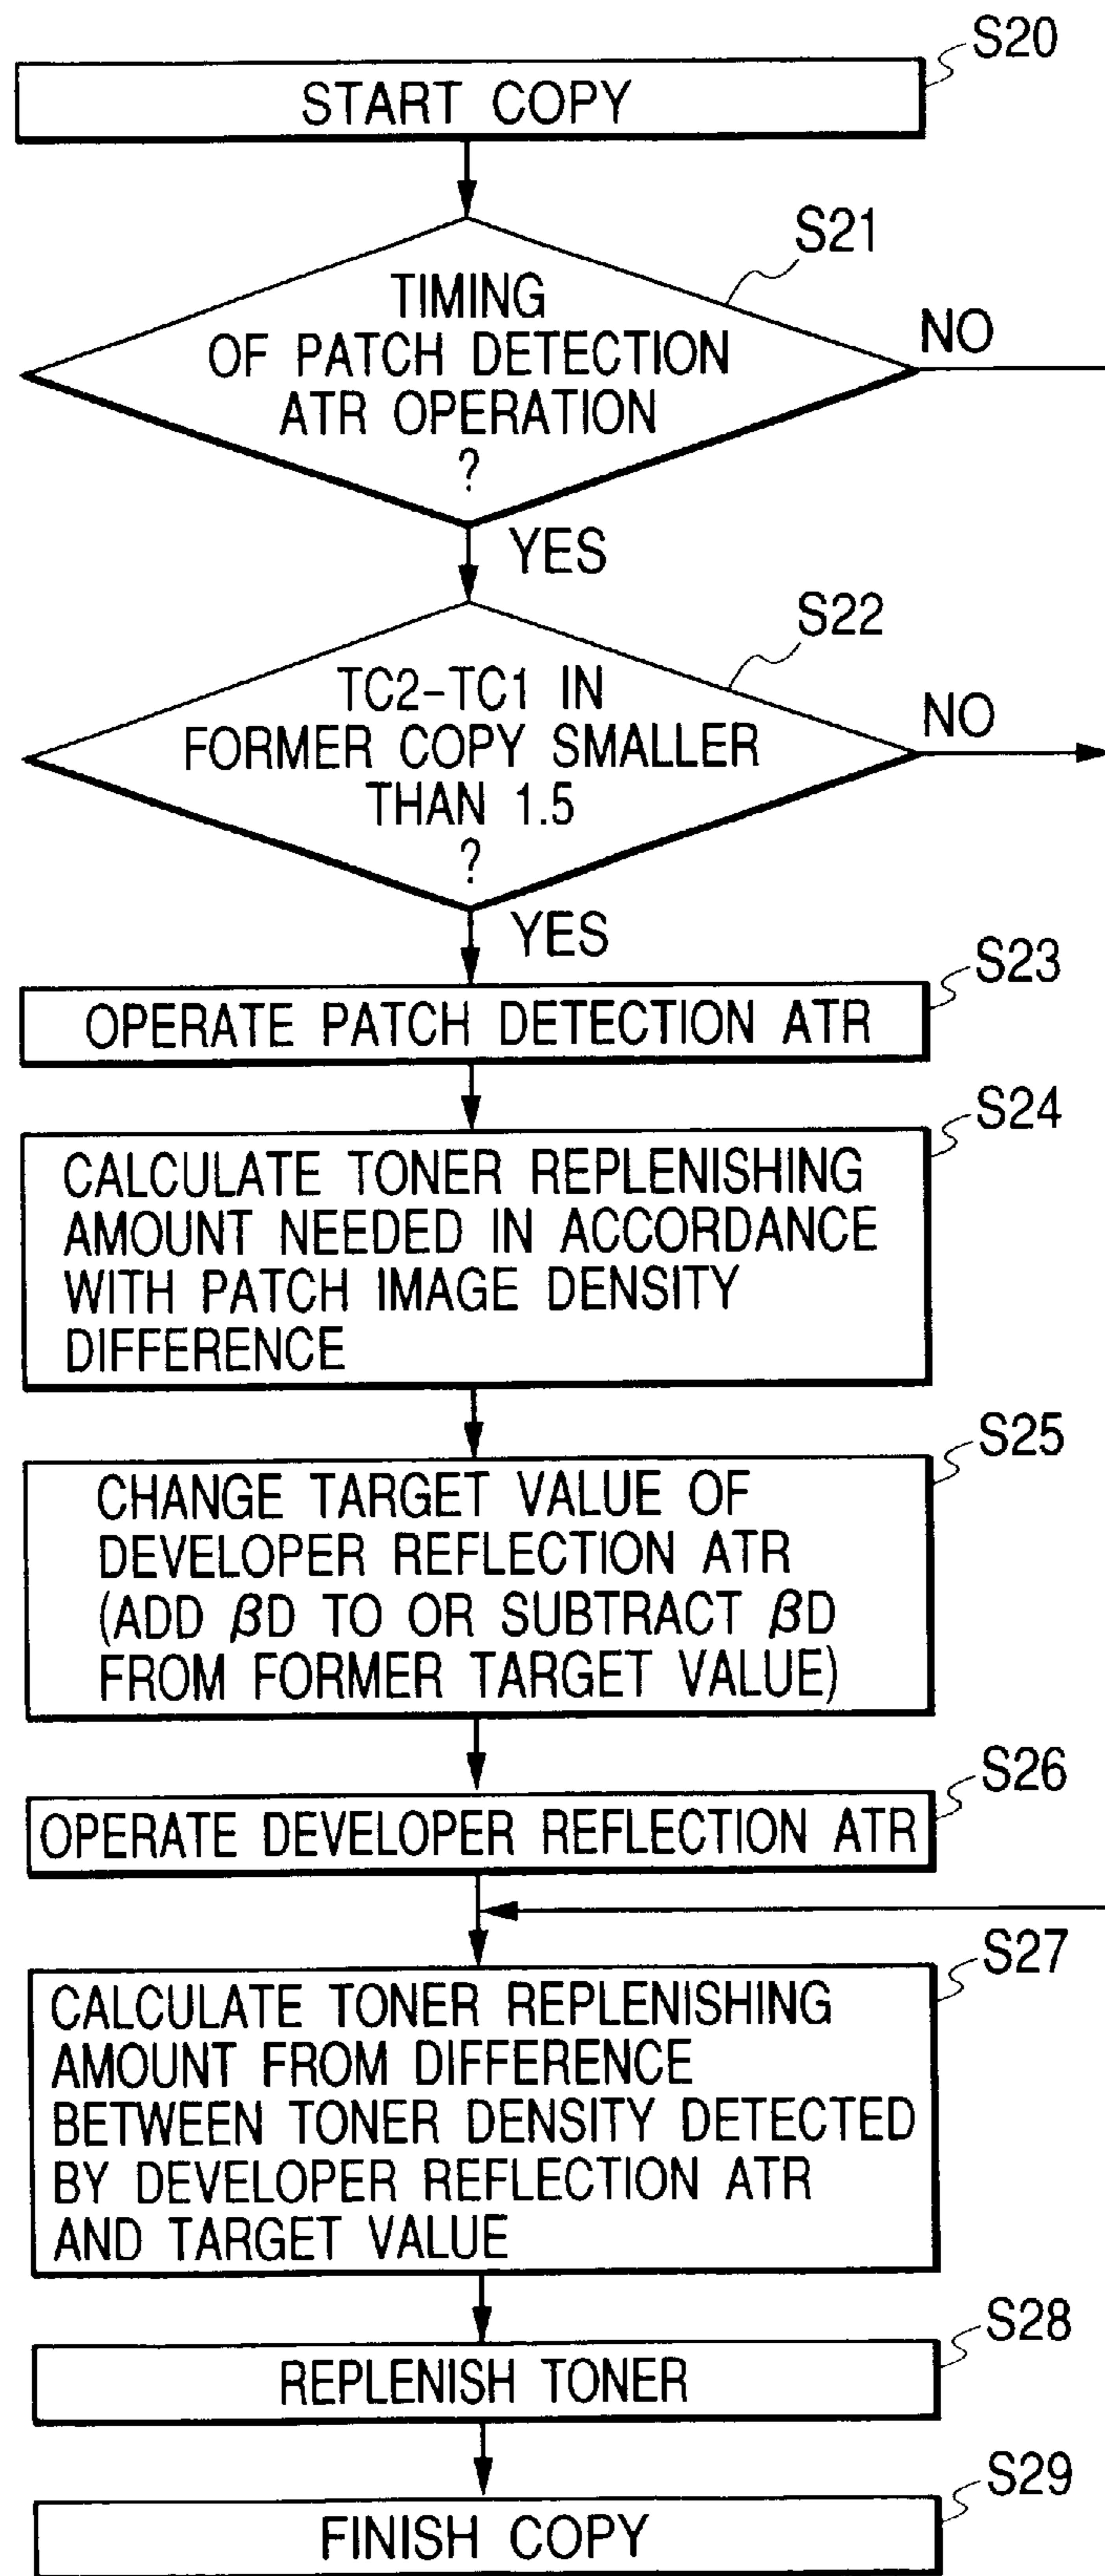 S20
START COPY
S21
TIMING
OF PATCH DETECTION
ATR OPERATION
?
NO
YES
S22
TC2-TC1 IN
FORMER COPY SMALLER
THAN 1.5
?
NO
YES
S23
OPERATE PATCH DETECTION ATR
S24
CALCULATE TONER REPLENISHING
AMOUNT NEEDED IN ACCORDANCE
WITH PATCH IMAGE DENSITY
DIFFERENCE
S25
CHANGE TARGET VALUE OF
DEVELOPER REFLECTION ATR
(ADD βD TO OR SUBTRACT βD
FROM FORMER TARGET VALUE)
S26
OPERATE DEVELOPER REFLECTION ATR
S27
CALCULATE TONER REPLENISHING
AMOUNT FROM DIFFERENCE
BETWEEN TONER DENSITY DETECTED
BY DEVELOPER REFLECTION ATR
AND TARGET VALUE
S28
REPLENISH TONER
S29
FINISH COPY